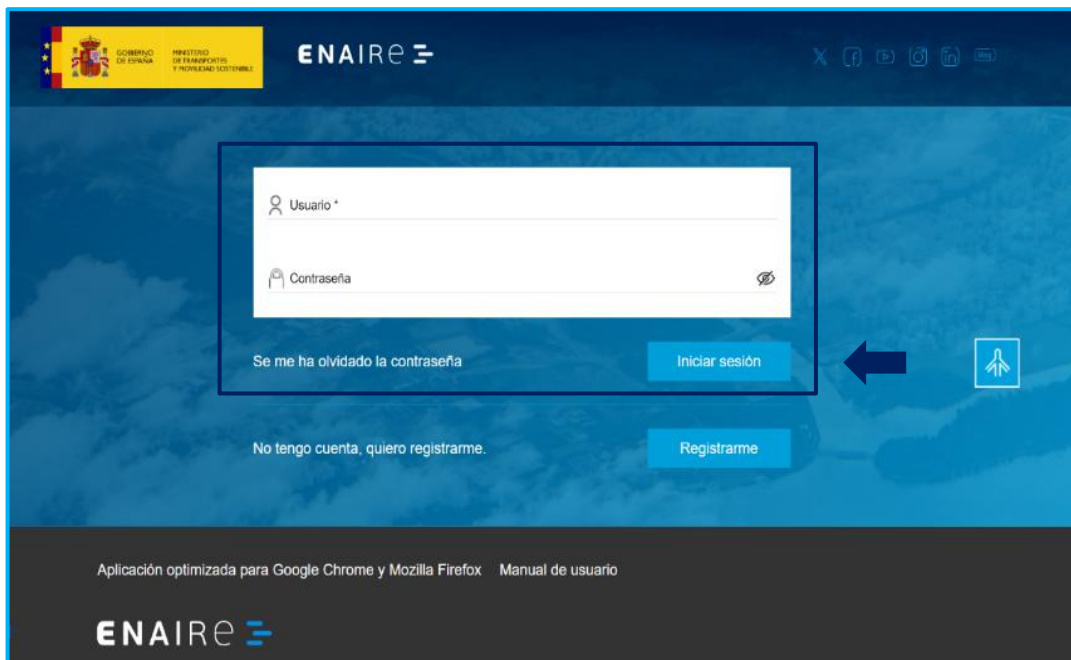 GOBIERNO
DE ESPAÑA
MINISTERIO
DE TRANSPORTES
Y MOVILIDAD SOSTENIBLE
ENAIRe
Blog
Usuario *
Contraseña
Se me ha olvidado la contraseña
Iniciar sesión
No tengo cuenta, quiero registrarme.
Registrarme
Aplicación optimizada para Google Chrome y Mozilla Firefox Manual de usuario
ENAIRe